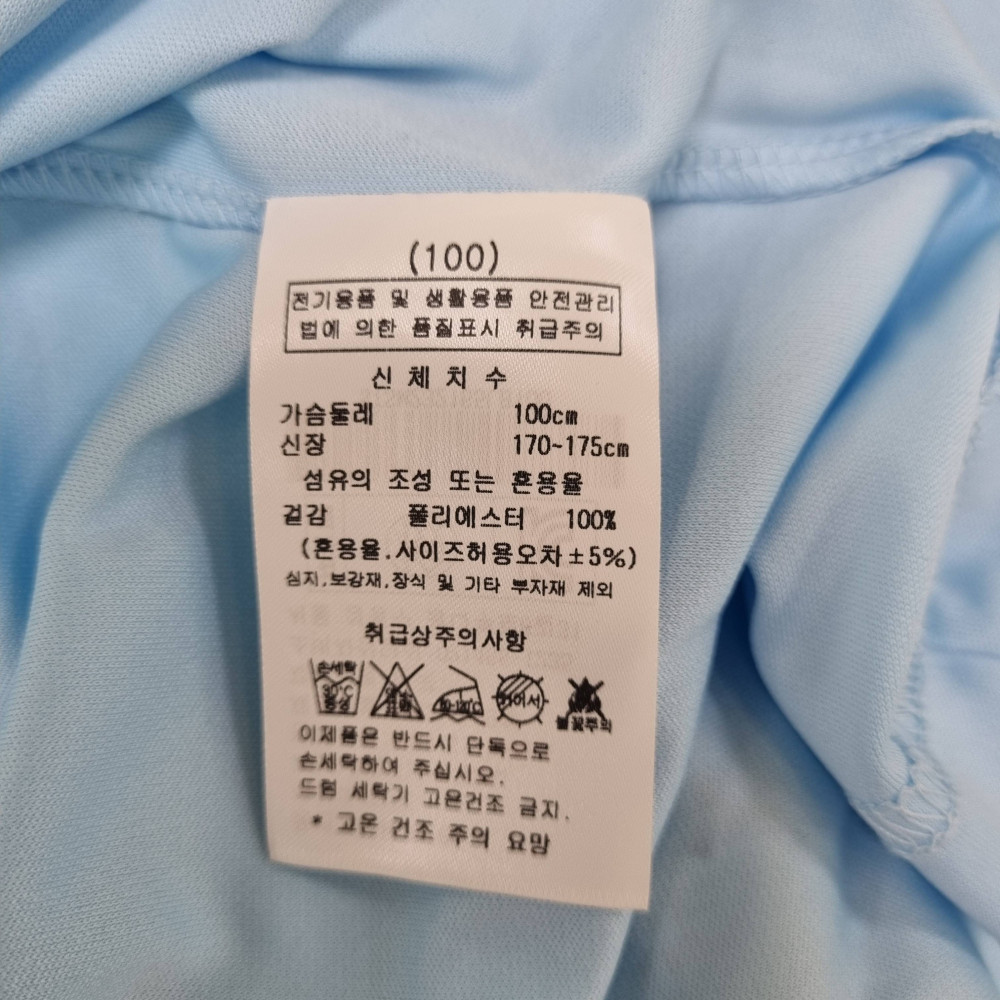 (100)
전기용품 및 생활용품 안전관리
법에 의한 품질표시 취급주의
신 체 치 수
가슴둘레 100cm
신장 170~175cm
섬유의 조성 또는 혼용율
겉감 폴리에스터 100%
(혼용율.사이즈허용오차±5%)
심지,보강재,장식 및 기타 부자재 제외
취급상주의사항
손세탁
30°C
중성
불꽃주의
이제품은 반드시 단독으로
손세탁하여 주십시오.
드럼 세탁기 고온건조 금지.
* 고온 건조 주의 요망